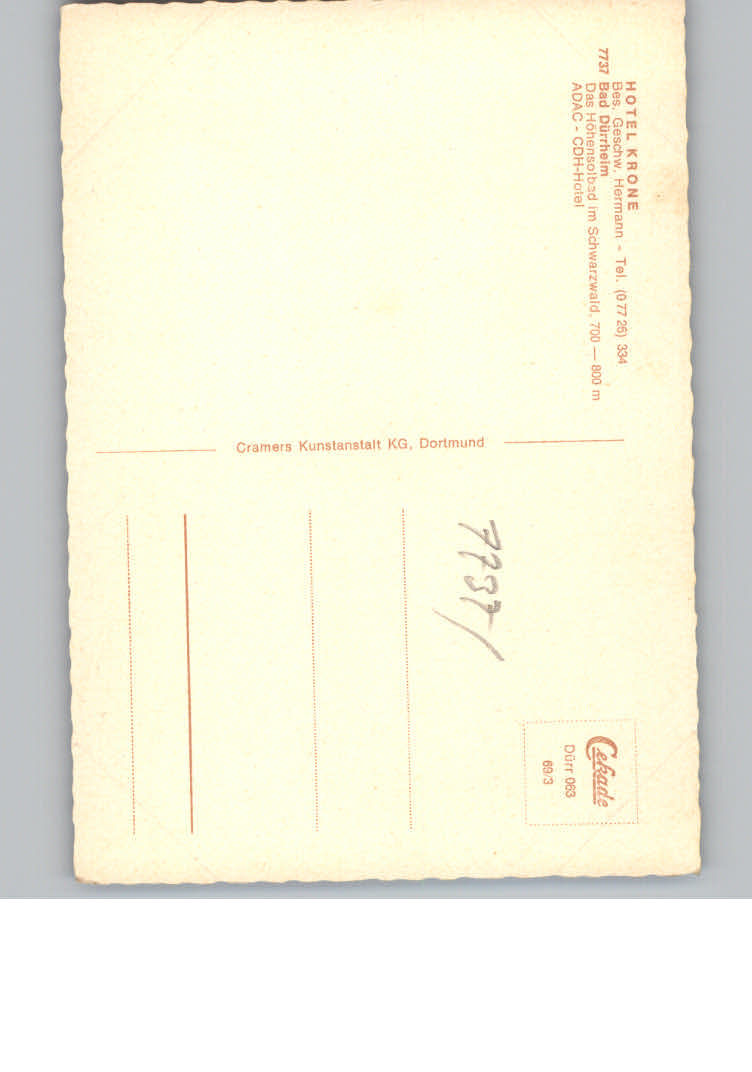 HOTEL KRONE
Bes. Geschw. Hermann - Tel. (0 77 26) 334
7737 Bad Dürrheim
Das Höhensolbad im Schwarzwald, 700 — 800 m
ADAC - CDH-Hotel
Cramers Kunstanstalt KG, Dortmund
7737/
Cekade
Dürr 063
69/3